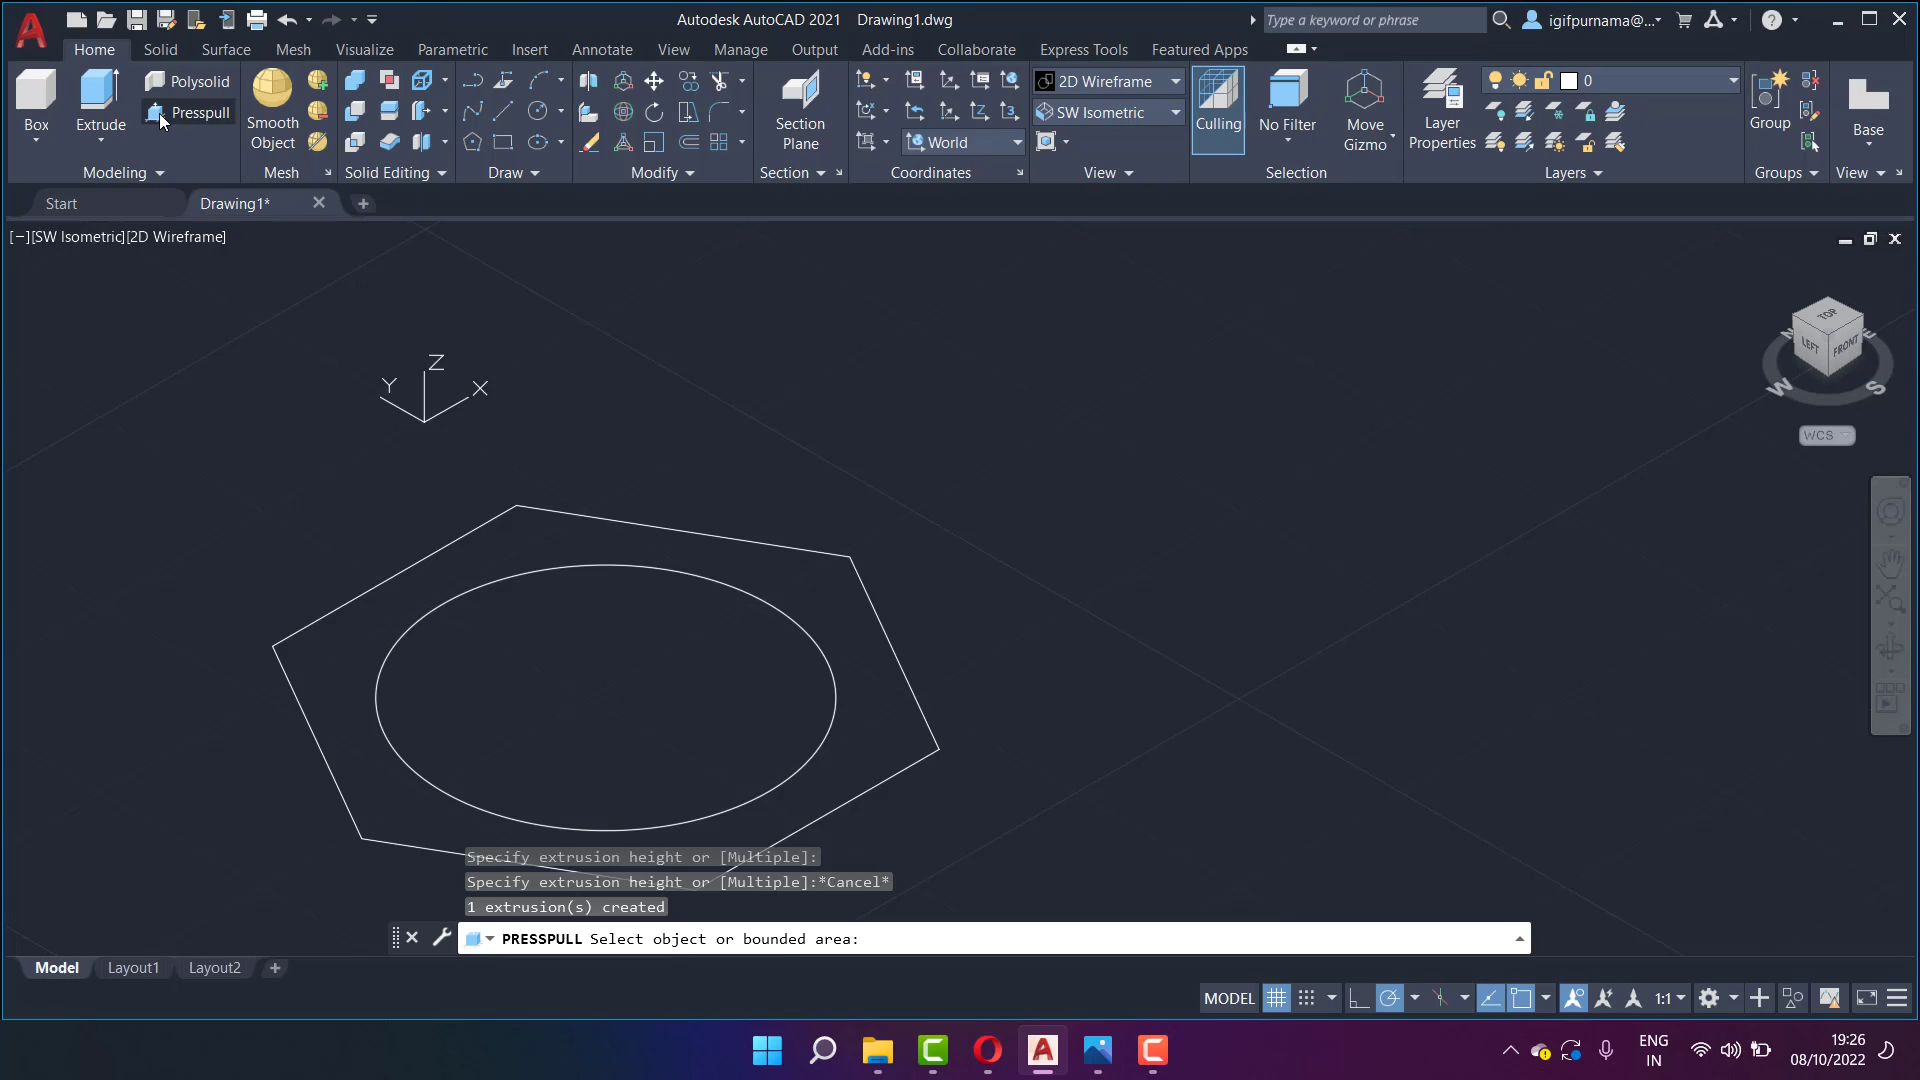 Autodesk AutoCAD 2021 Drawing1.dwg
Type a keyword or phrase
igifpurnama@...
Home Solid Surface Mesh Visualize Parametric Insert Annotate View Manage Output Add-ins Collaborate Express Tools Featured Apps
Box
Extrude
Polysolid
Presspull
Smooth
Object
Section
Plane
World
2D Wireframe
SW Isometric
Culling
No Filter
Move
Gizmo
Layer
Properties
0
Group
Base
Modeling Mesh Solid Editing Draw Modify Section Coordinates View Selection Layers Groups View
Start Drawing1*
[−][SW Isometric][2D Wireframe]
Z
Y X
TOP
LEFT FRONT
N E
W S
WCS
Specify extrusion height or [Multiple]:
Specify extrusion height or [Multiple]:*Cancel*
1 extrusion(s) created
PRESSPULL Select object or bounded area:
Model Layout1 Layout2
MODEL 1:1
ENG
IN
19:26
08/10/2022